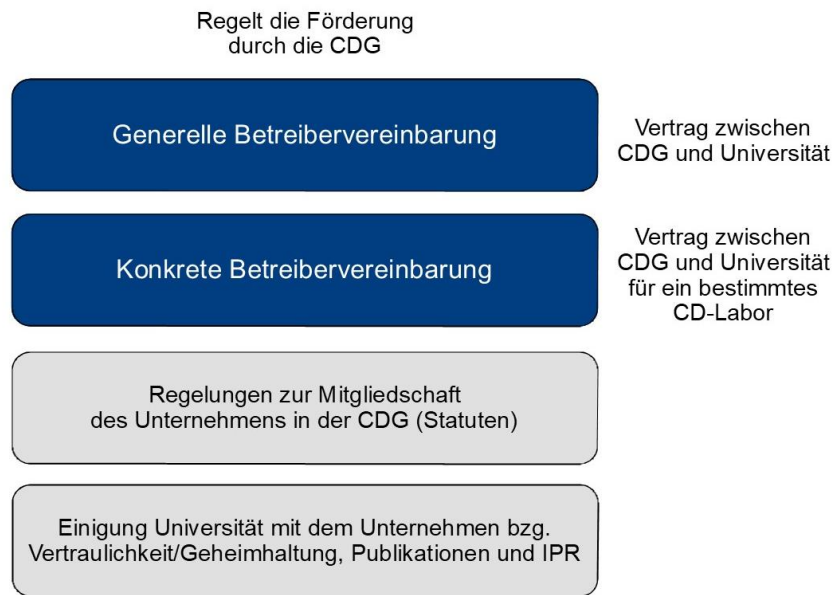 Regelt die Förderung
durch die CDG
Generelle Betreibervereinbarung
Vertrag zwischen
CDG und Universität
Konkrete Betreibervereinbarung
Vertrag zwischen
CDG und Universität
für ein bestimmtes
CD-Labor
Regelungen zur Mitgliedschaft
des Unternehmens in der CDG (Statuten)
Einigung Universität mit dem Unternehmen bzg.
Vertraulichkeit/Geheimhaltung, Publikationen und IPR